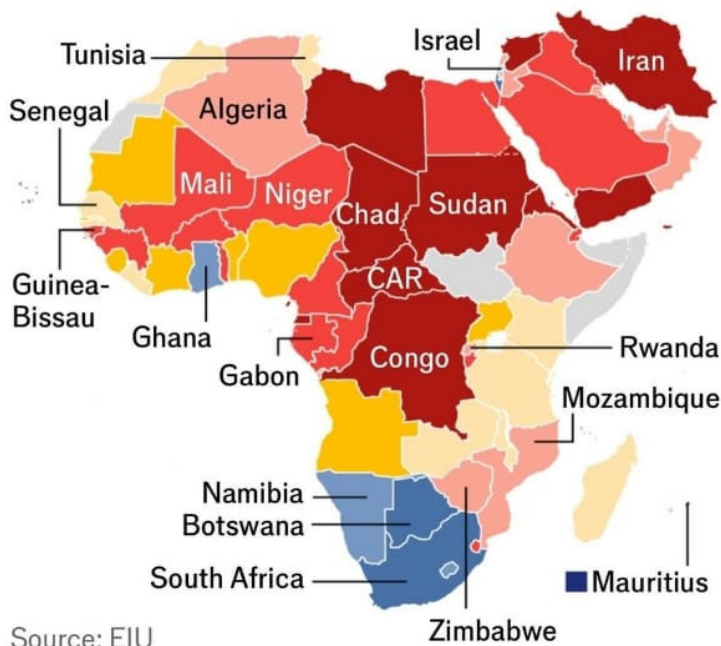 Tunisia
Israel
Iran
Senegal
Algeria
Mali
Niger
Chad
Sudan
Guinea-
Bissau
CAR
Ghana
Gabon
Congo
Rwanda
Mozambique
Namibia
Botswana
South Africa
Mauritius
Zimbabwe
Source: EIU